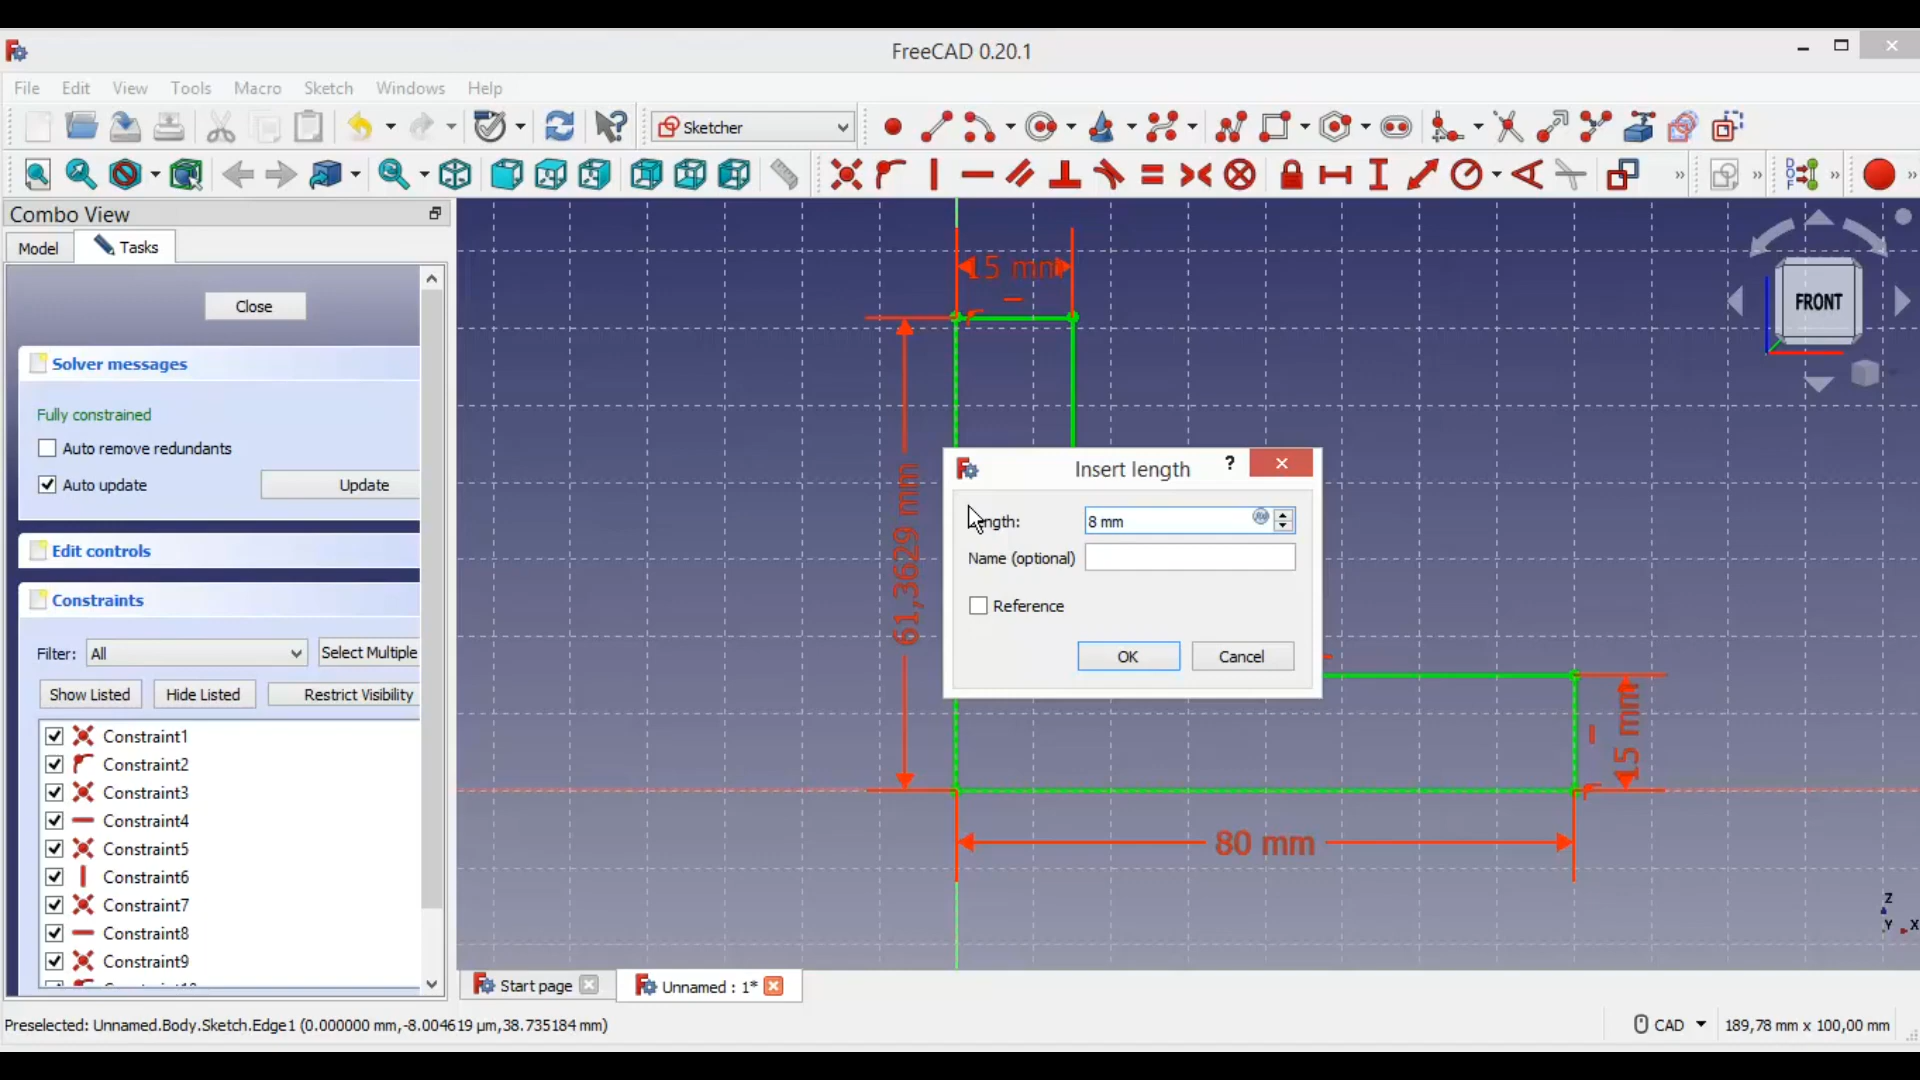 FreeCAD 0.20.1
File Edit View Tools Macro Sketch Windows Help
Sketcher
Combo View
Model
Tasks
Close
Solver messages
Fully constrained
Auto remove redundants
Auto update
Update
Edit controls
Constraints
Filter:
All
Select Multiple
Show Listed
Hide Listed
Restrict Visibility
Constraint1
Constraint2
Constraint3
Constraint4
Constraint5
Constraint6
Constraint7
Constraint8
Constraint9
15 mm
61,3629 mm
80 mm
15 mm
FRONT
Insert length
?
8 mm
Name (optional)
Reference
OK
Cancel
Z
Y X
Start page
Unnamed : 1*
Preselected: Unnamed.Body.Sketch.Edge1 (0.000000 mm,-8.004619 µm,38.735184 mm)
CAD
189,78 mm x 100,00 mm